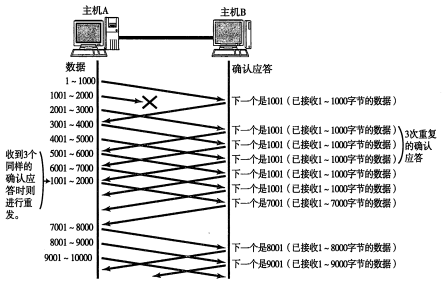 主机A
主机B
数据
确认应答
1～1000
1001～2000
下一个是1001（已接收1～1000字节的数据）
2001～3000
3001～4000
下一个是1001（已接收1～1000字节的数据）
4001～5000
下一个是1001（已接收1～1000字节的数据）
3次重复
的确认
应答
收到3个
同样的
确认应
答时则
进行重
发。
5001～6000
下一个是1001（已接收1～1000字节的数据）
6001～7000
下一个是1001（已接收1～1000字节的数据）
1001～2000
下一个是1001（已接收1～1000字节的数据）
下一个是7001（已接收1～7000字节的数据）
7001～8000
8001～9000
下一个是8001（已接收1～8000字节的数据）
9001～10000
下一个是9001（已接收1～9000字节的数据）